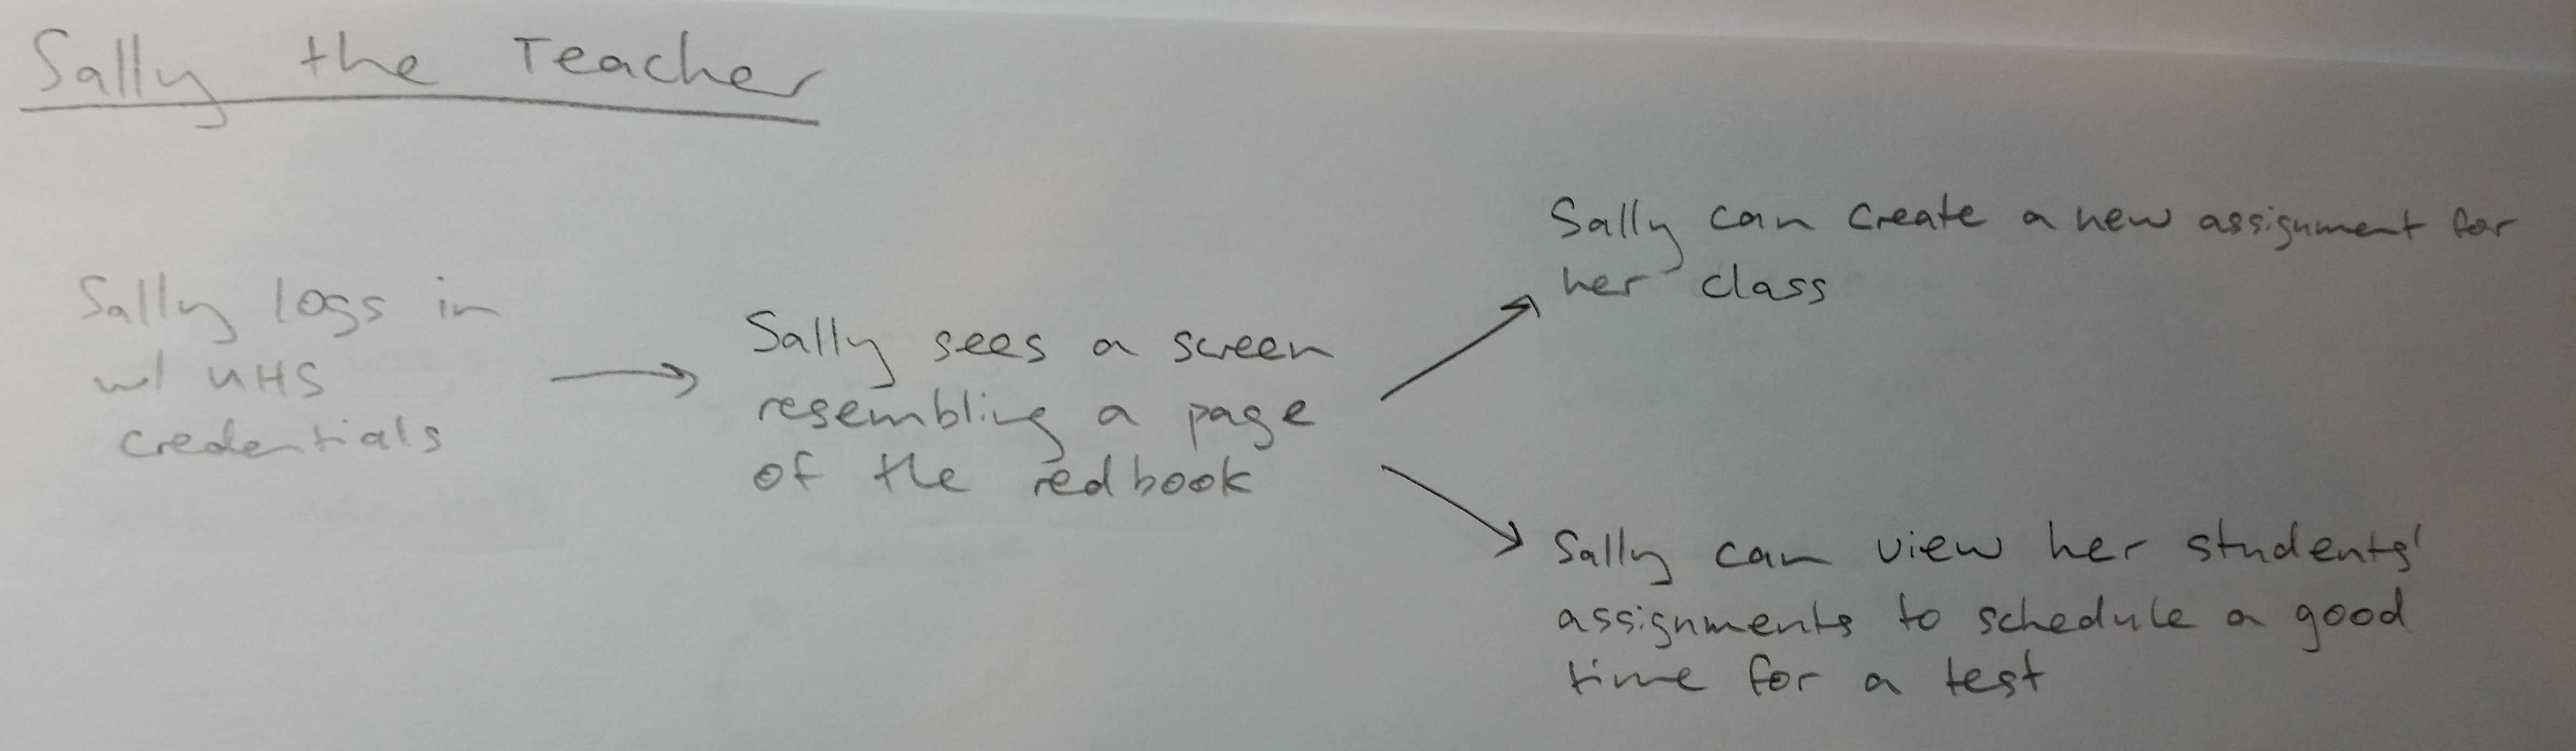 Sally the Teacher
Sally logs in
w/ UHS
credentials
Sally sees a screen
resembling a page
of the redbook
Sally can create a new assignment for
her class
Sally can view her students'
assignments to schedule a good
time for a test